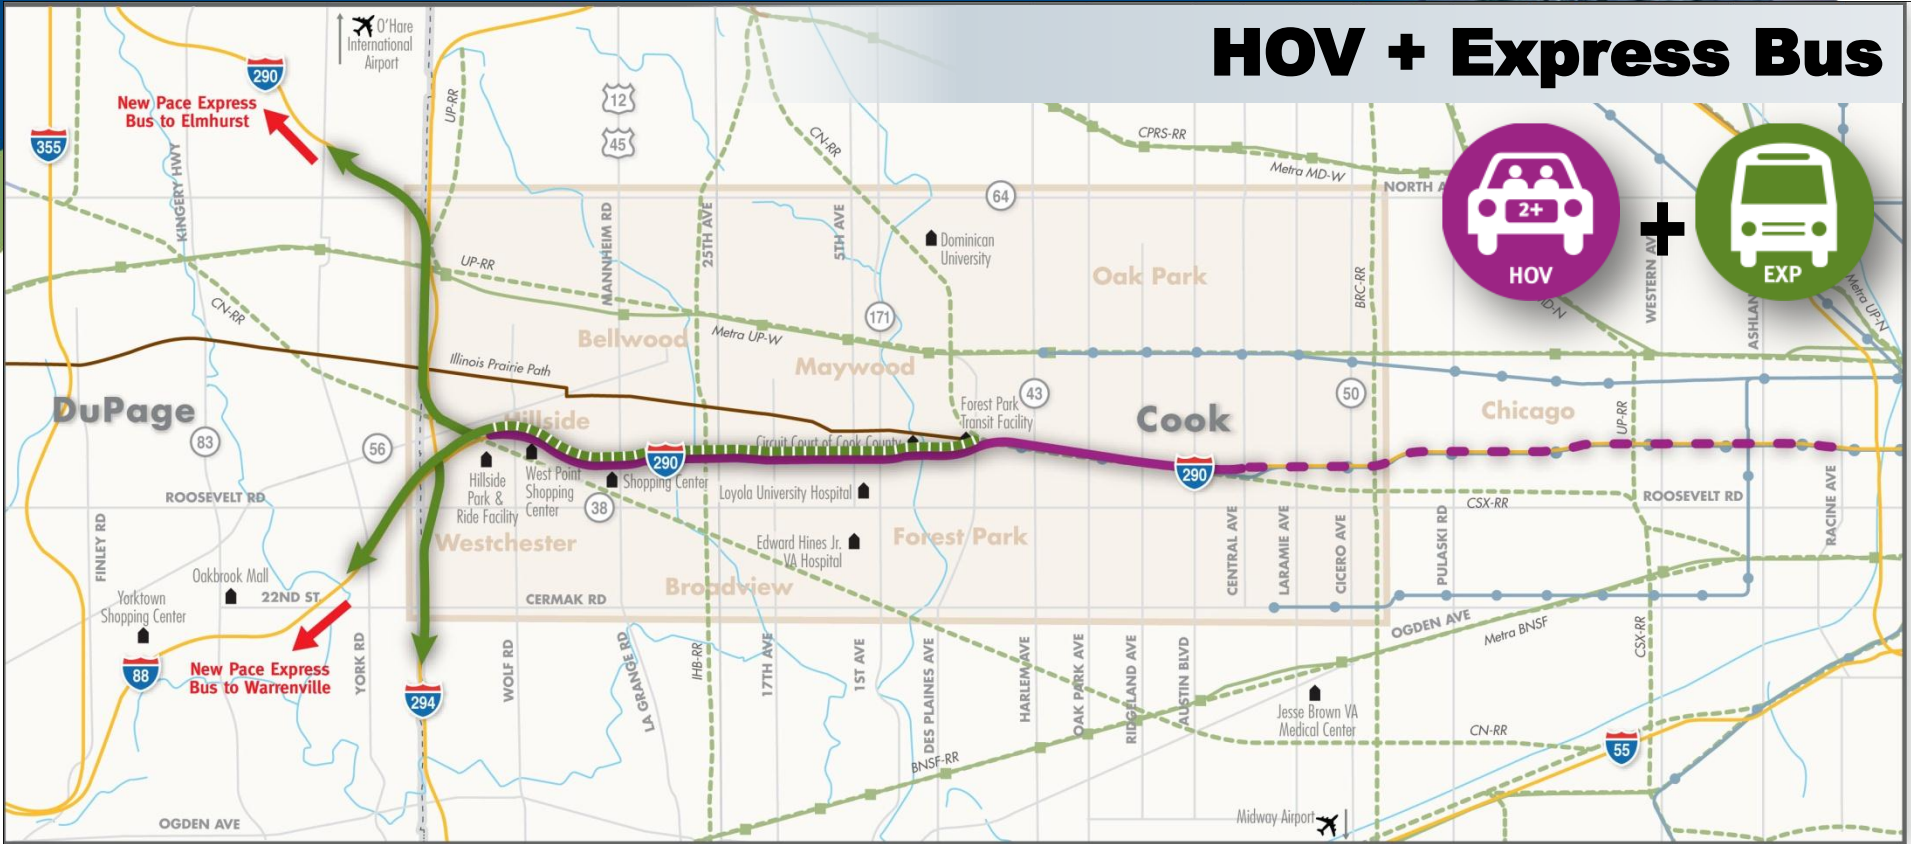 HOV + Express Bus
O'Hare
International
Airport
290
New Pace Express
Bus to Elmhurst
355
KINGERY HWY
UP-RR
12
45
CN-RR
CPRS-RR
Metra MD-W
NORTH A
64
2+
HOV
+
EXP
MANNHEIM RD
25TH AVE
5TH AVE
Dominican
University
Oak Park
BRC-RR
WESTERN AV
ASHLAN
MD-N
Metra UP-N
UP-RR
CN-RR
171
Bellwood
Metra UP-W
Maywood
Illinois Prairie Path
DuPage
83
56
Hillside
Forest Park
Transit Facility
43
Cook
50
Chicago
UP-RR
Circuit Court of Cook County
290
290
Hillside
Park &
Ride Facility
West Point
Shopping
Center
Shopping Center
38
Loyola University Hospital
ROOSEVELT RD
CSX-RR
ROOSEVELT RD
RACINE AVE
FINLEY RD
Westchester
Edward Hines Jr.
VA Hospital
Forest Park
CENTRAL AVE
LARAMIE AVE
CICERO AVE
PULASKI RD
Oakbrook Mall
22ND ST
Yorktown
Shopping Center
Broadview
CERMAK RD
OGDEN AVE
Metra BNSF
CSX-RR
88
New Pace Express
Bus to Warrenville
YORK RD
294
WOLF RD
LA GRANGE RD
IHB-RR
17TH AVE
1ST AVE
DES PLAINES AVE
HARLEM AVE
OAK PARK AVE
RIDGELAND AVE
AUSTIN BLVD
Jesse Brown VA
Medical Center
CN-RR
55
BNSF-RR
OGDEN AVE
Midway Airport